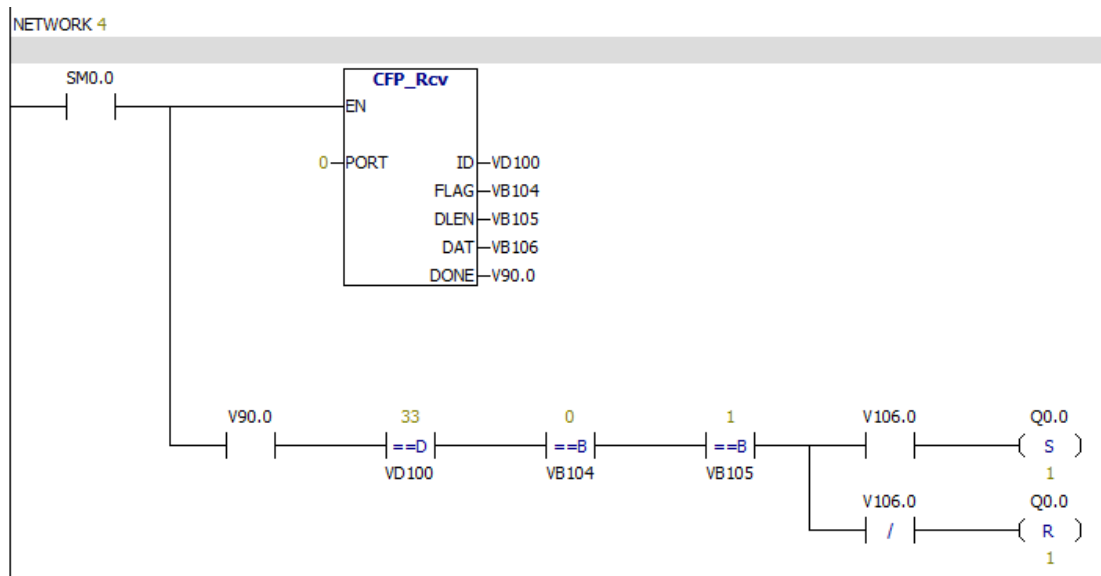 NETWORK 4
SM0.0
CFP_Rcv
EN
0 PORT ID VD100
FLAG VB104
DLEN VB105
DAT VB106
DONE V90.0
V90.0 33 0 1 V106.0 Q0.0
==D ==B ==B S
VD100 VB104 VB105 1
V106.0 Q0.0
/ R
1